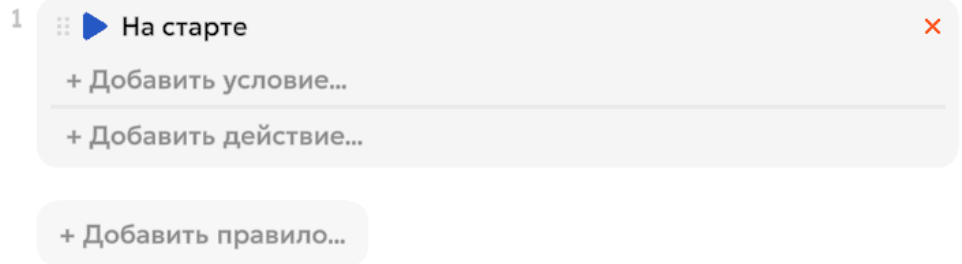 1
На старте
+ Добавить условие...
+ Добавить действие...
+ Добавить правило...